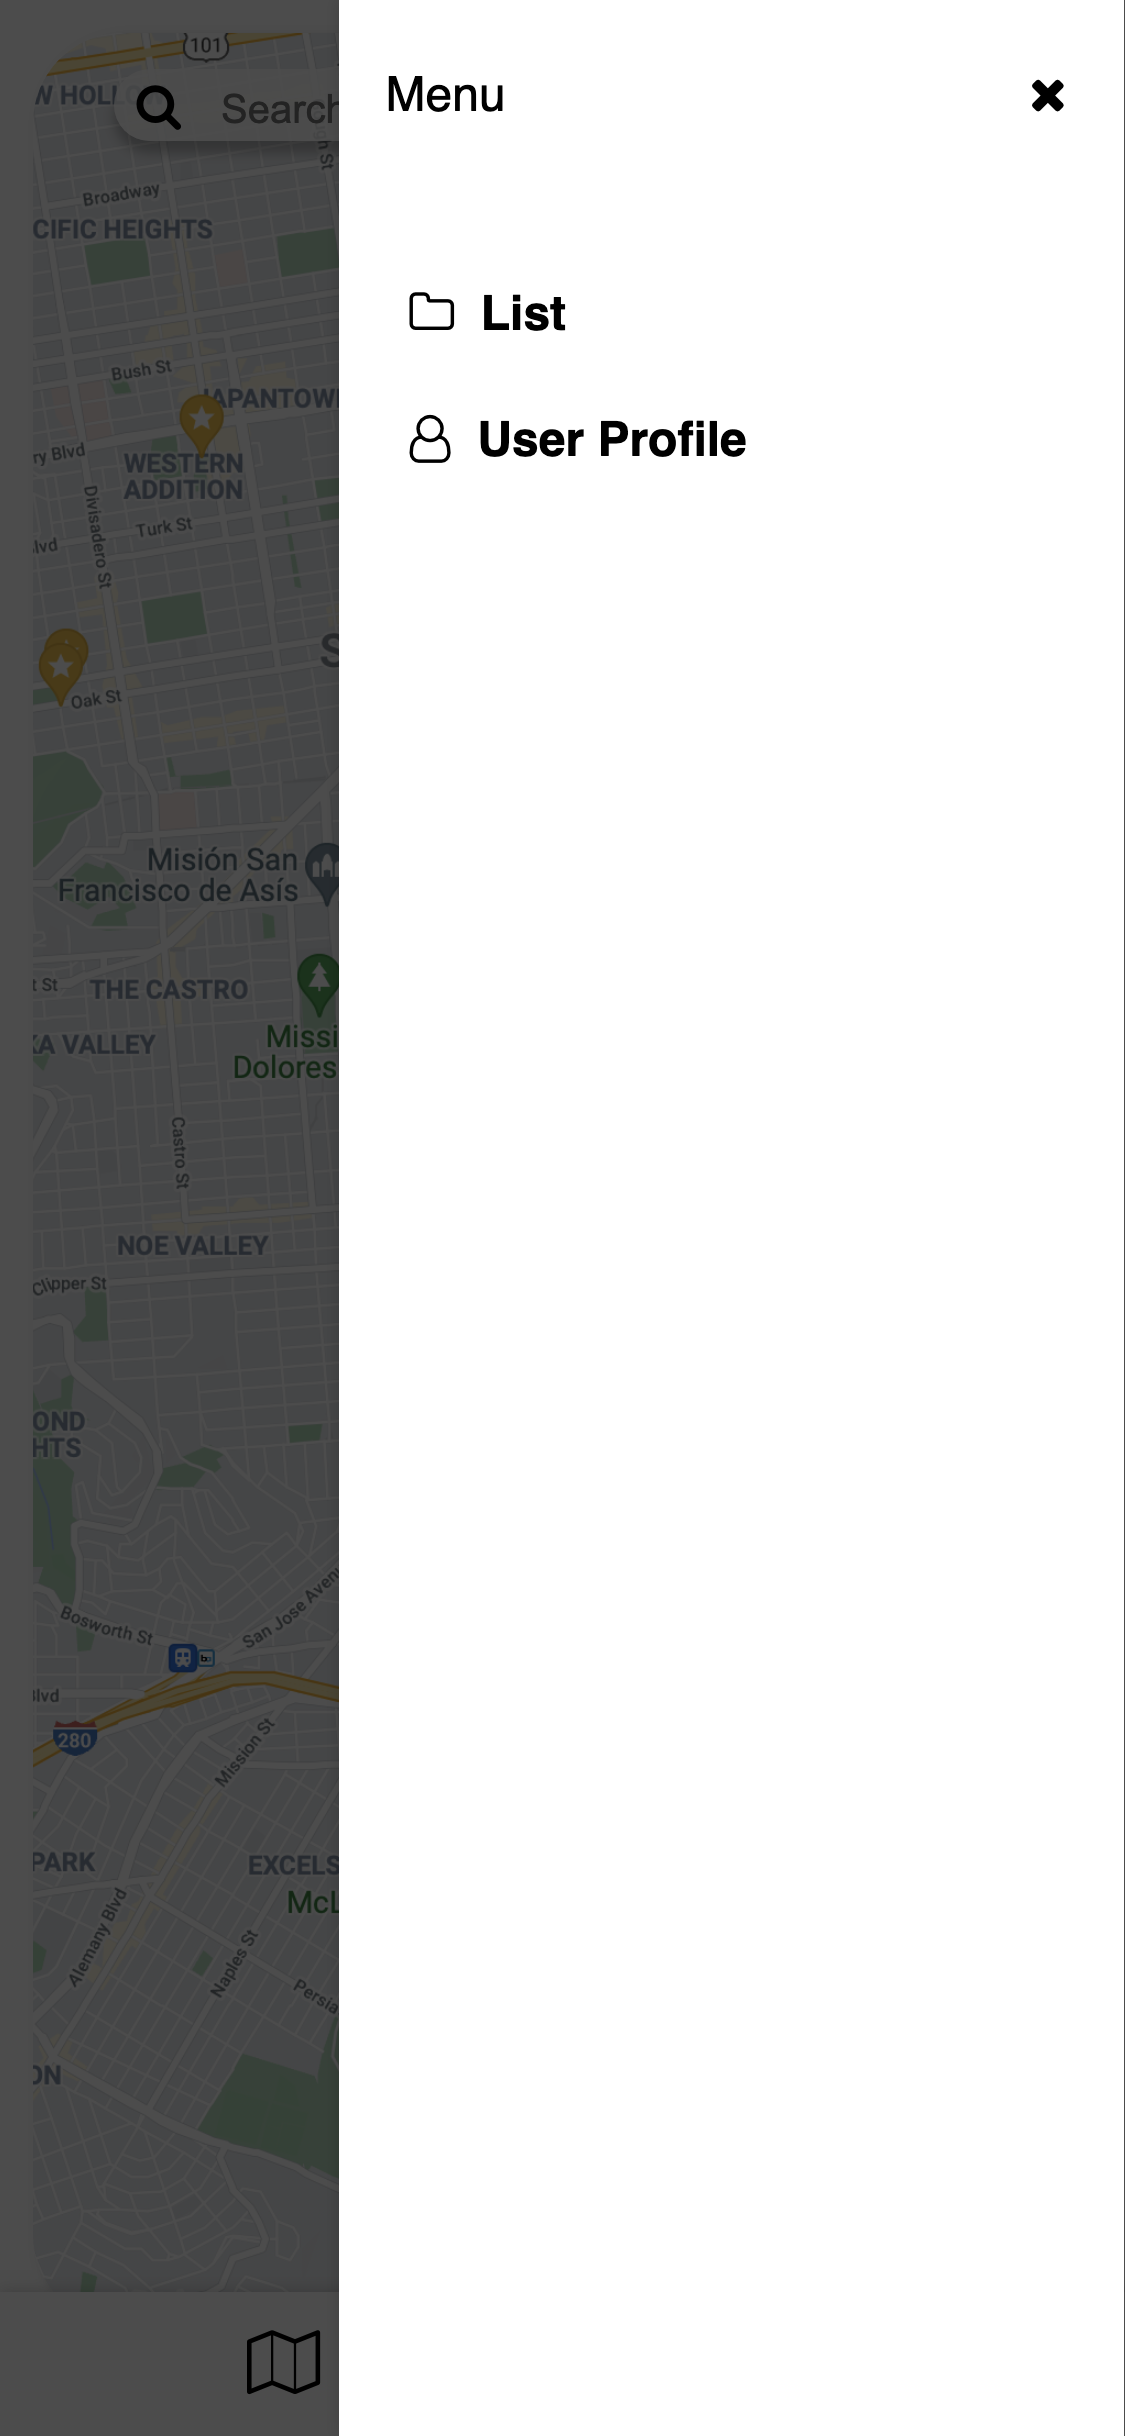 Menu
List
User Profile
101
Search
Broadway
CIFIC HEIGHTS
Bush St
JAPANTOW
ry Blvd
WESTERN
ADDITION
Divisadero St
Turk St
lvd
Oak St
Misión San
Francisco de Asís
t St
THE CASTRO
KA VALLEY
Missi
Dolores
Castro St
NOE VALLEY
Clipper St
OND
HTS
Bosworth St
San Jose Aven
lvd
280
Mission St
PARK
EXCELS
McL
Alemany Blvd
Naples St
Persia
ON